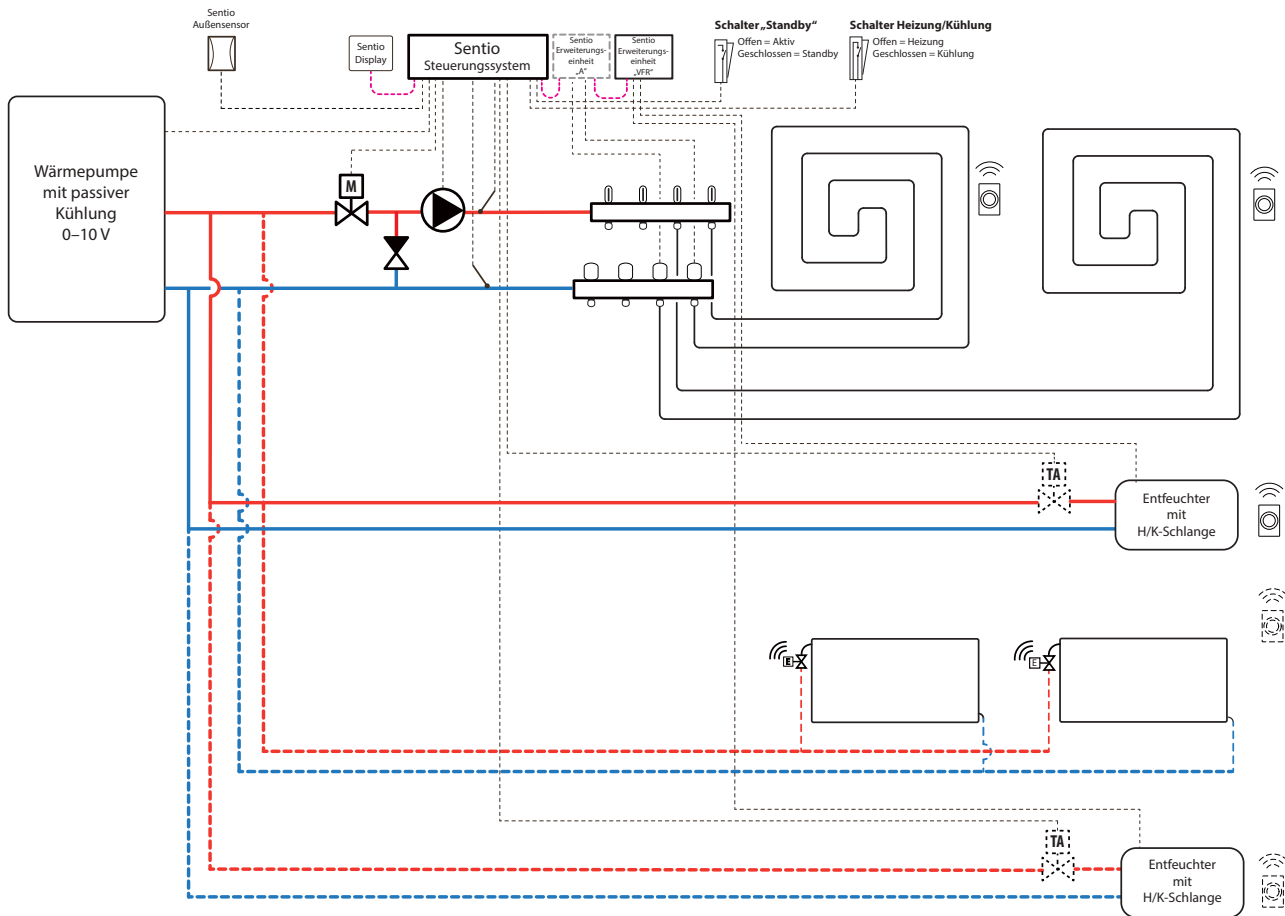 Sentio
Außensensor
Sentio
Display
Sentio
Steuerungssystem
Sentio
Erweiterungs-
einheit
„A“
Sentio
Erweiterungs-
einheit
„VFR“
Schalter „Standby“
Offen = Aktiv
Geschlossen = Standby
Schalter Heizung/Kühlung
Offen = Heizung
Geschlossen = Kühlung
Wärmepumpe
mit passiver
Kühlung
0–10 V
M
TA
Entfeuchter
mit
H/K-Schlange
E
E
TA
Entfeuchter
mit
H/K-Schlange